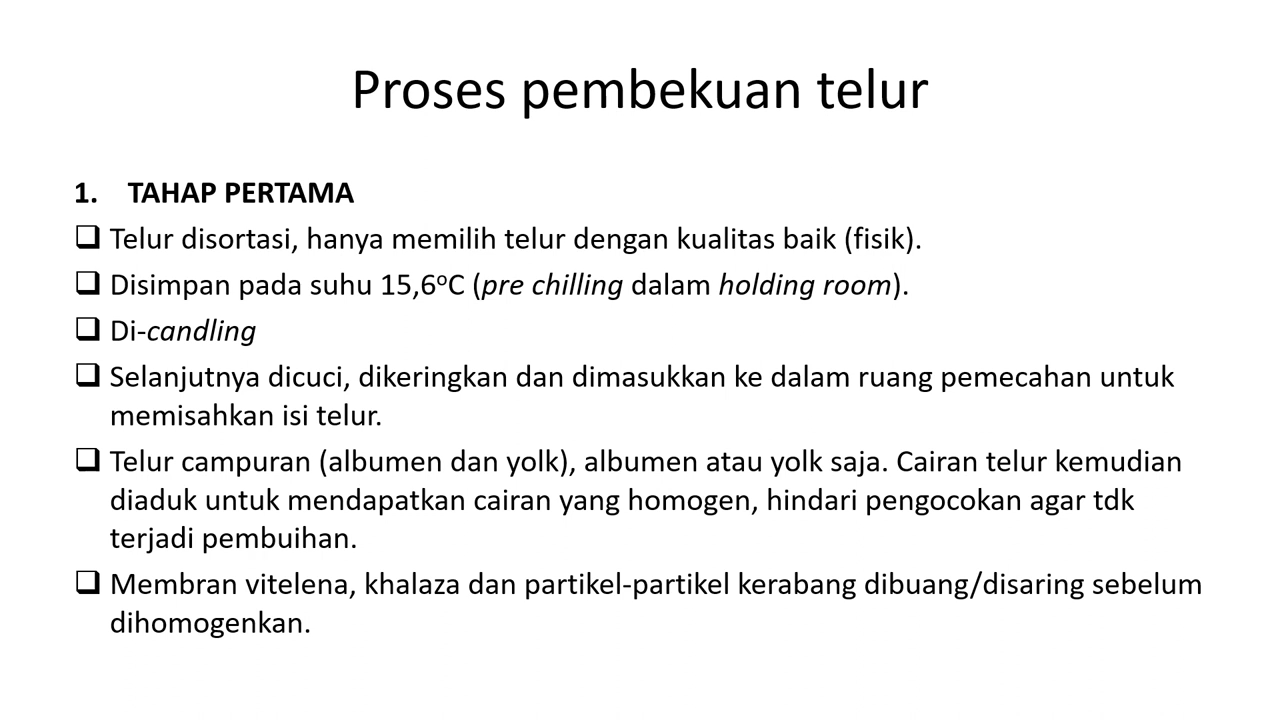 Proses pembekuan telur
1. TAHAP PERTAMA
❑ Telur disortasi, hanya memilih telur dengan kualitas baik (fisik).
❑ Disimpan pada suhu 15,6ºC (pre chilling dalam holding room).
❑ Di-candling
❑ Selanjutnya dicuci, dikeringkan dan dimasukkan ke dalam ruang pemecahan untuk
memisahkan isi telur.
❑ Telur campuran (albumen dan yolk), albumen atau yolk saja. Cairan telur kemudian
diaduk untuk mendapatkan cairan yang homogen, hindari pengocokan agar tdk
terjadi pembuihan.
❑ Membran vitelena, khalaza dan partikel-partikel kerabang dibuang/disaring sebelum
dihomogenkan.